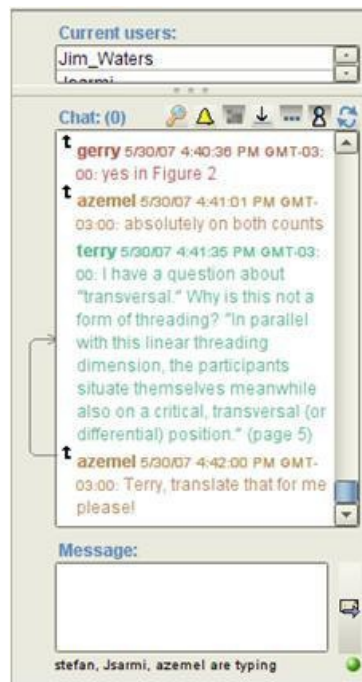 Current users:
Jim_Waters
Jsarmi
Chat: (0)
t
gerry 5/30/07 4:40:36 PM GMT-03:
00: yes in Figure 2
t
azemel 5/30/07 4:41:01 PM GMT-
03:00: absolutely on both counts
terry 5/30/07 4:41:35 PM GMT-03:
00: I have a question about
"transversal." Why is this not a
form of threading? "In parallel
with this linear threading
dimension, the participants
situate themselves meanwhile
also on a critical, transversal (or
differential) position." (page 5)
t
azemel 5/30/07 4:42:00 PM GMT-
03:00: Terry, translate that for me
please!
Message:
stefan, Jsarmi, azemel are typing